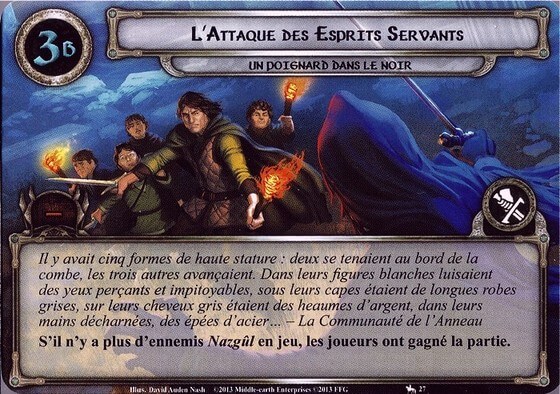 3B
L'Attaque des Esprits Servants
un poignard dans le noir
Il y avait cinq formes de haute stature : deux se tenaient au bord de la
combe, les trois autres avançaient. Dans leurs figures blanches luisaient
des yeux perçants et impitoyables, sous leurs capes étaient de longues robes
grises, sur leurs cheveux gris étaient des heaumes d'argent, dans leurs
mains décharnées, des épées d'acier… – La Communauté de l'Anneau
S'il n'y a plus d'ennemis Nazgûl en jeu, les joueurs ont gagné la partie.
Illus. David Auden Nash ©2013 Middle-earth Enterprises ©2013 FFG 27